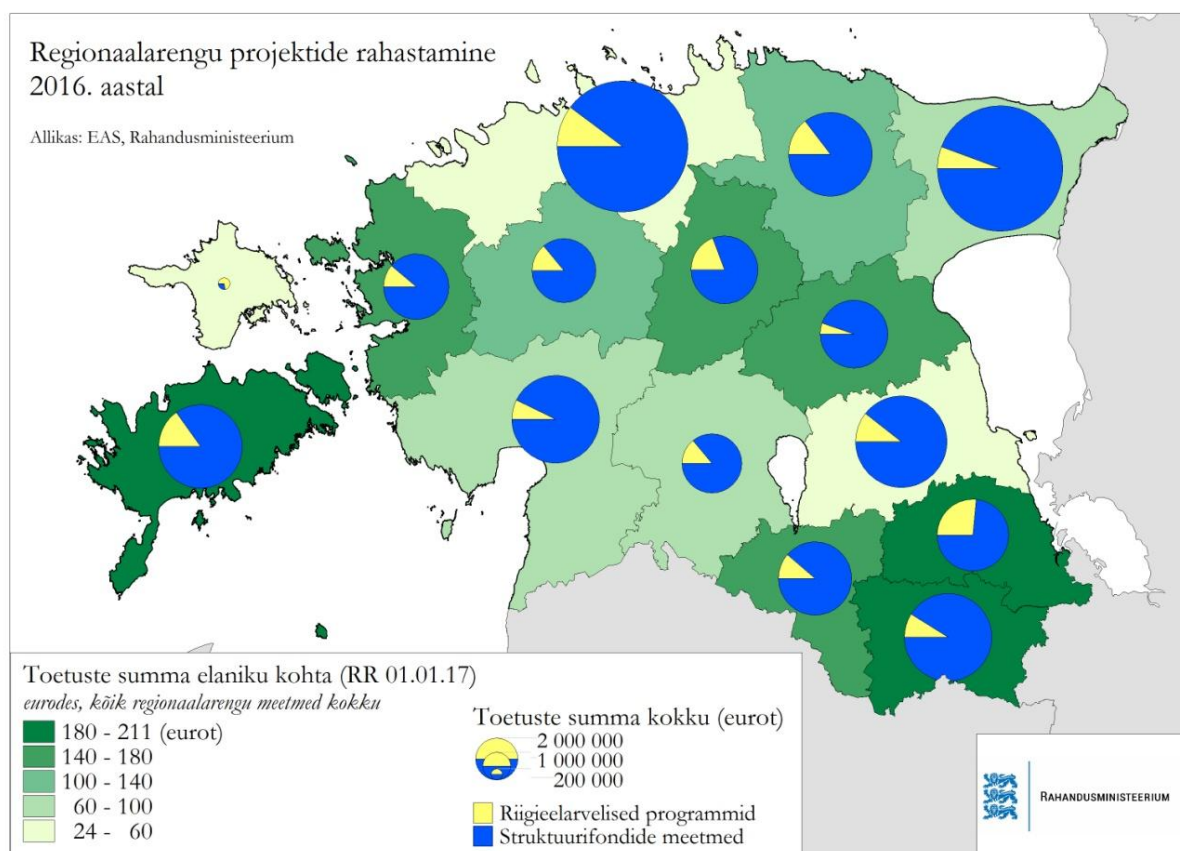 Regionaalarengu projektide rahastamine
2016. aastal
Allikas: EAS, Rahandusministeerium
Toetuste summa elaniku kohta (RR 01.01.17)
eurodes, kõik regionaalarengu meetmed kokku
180 - 211 (eurot)
140 - 180
100 - 140
60 - 100
24 - 60
Toetuste summa kokku (eurot)
2 000 000
1 000 000
200 000
Riigieelarvelised programmid
Struktuurifondide meetmed
RAHANDUSMINISTEERIUM